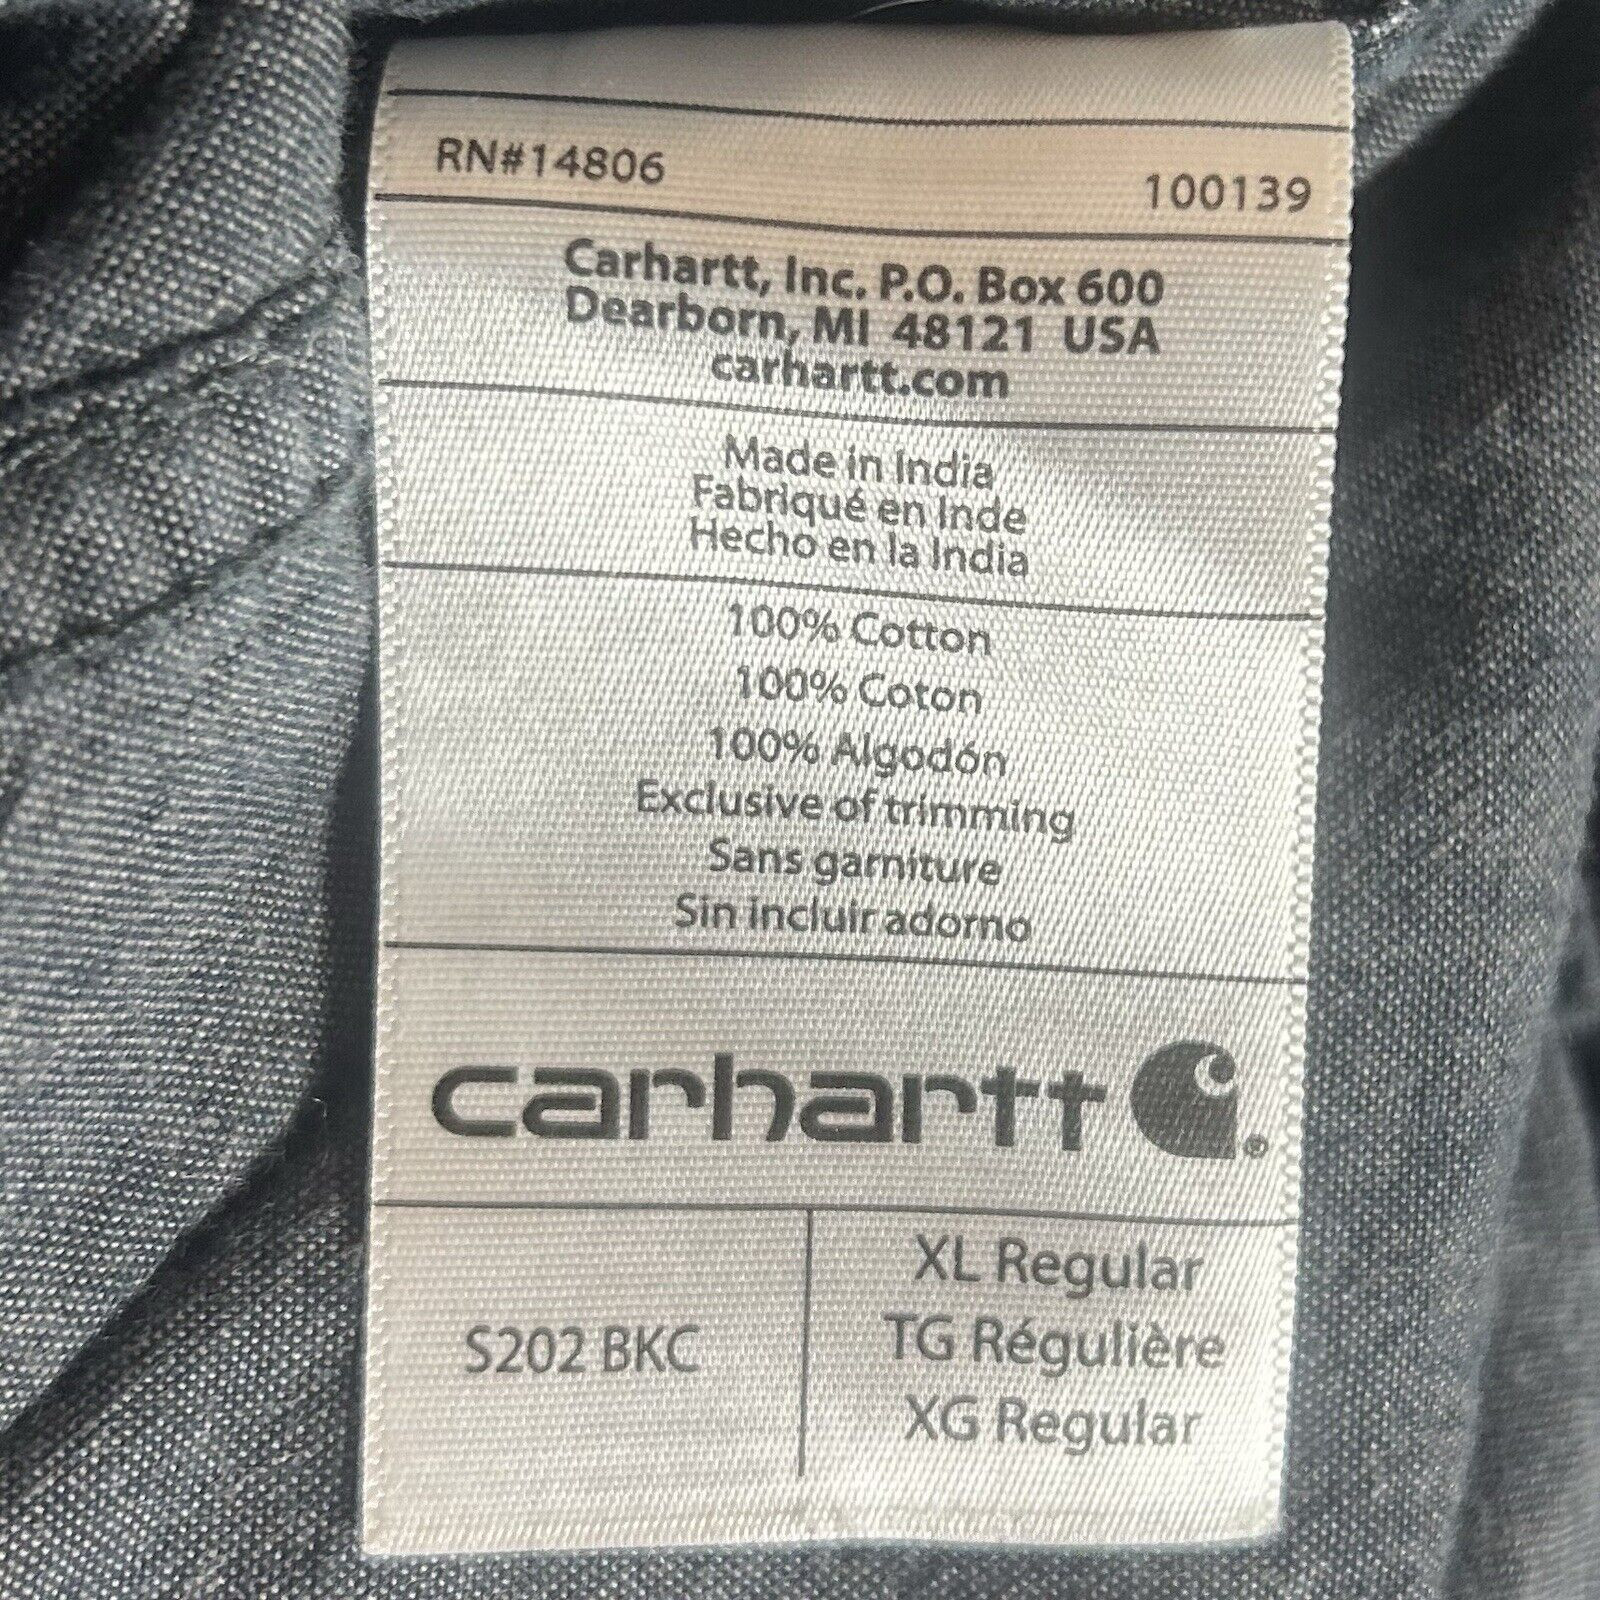 RN#14806 100139
Carhartt, Inc. P.O. Box 600
Dearborn, MI 48121 USA
carhartt.com
Made in India
Fabriqué en Inde
Hecho en la India
100% Cotton
100% Coton
100% Algodón
Exclusive of trimming
Sans garniture
Sin incluir adorno
carhartt®
S202 BKC
XL Regular
TG Régulière
XG Regular